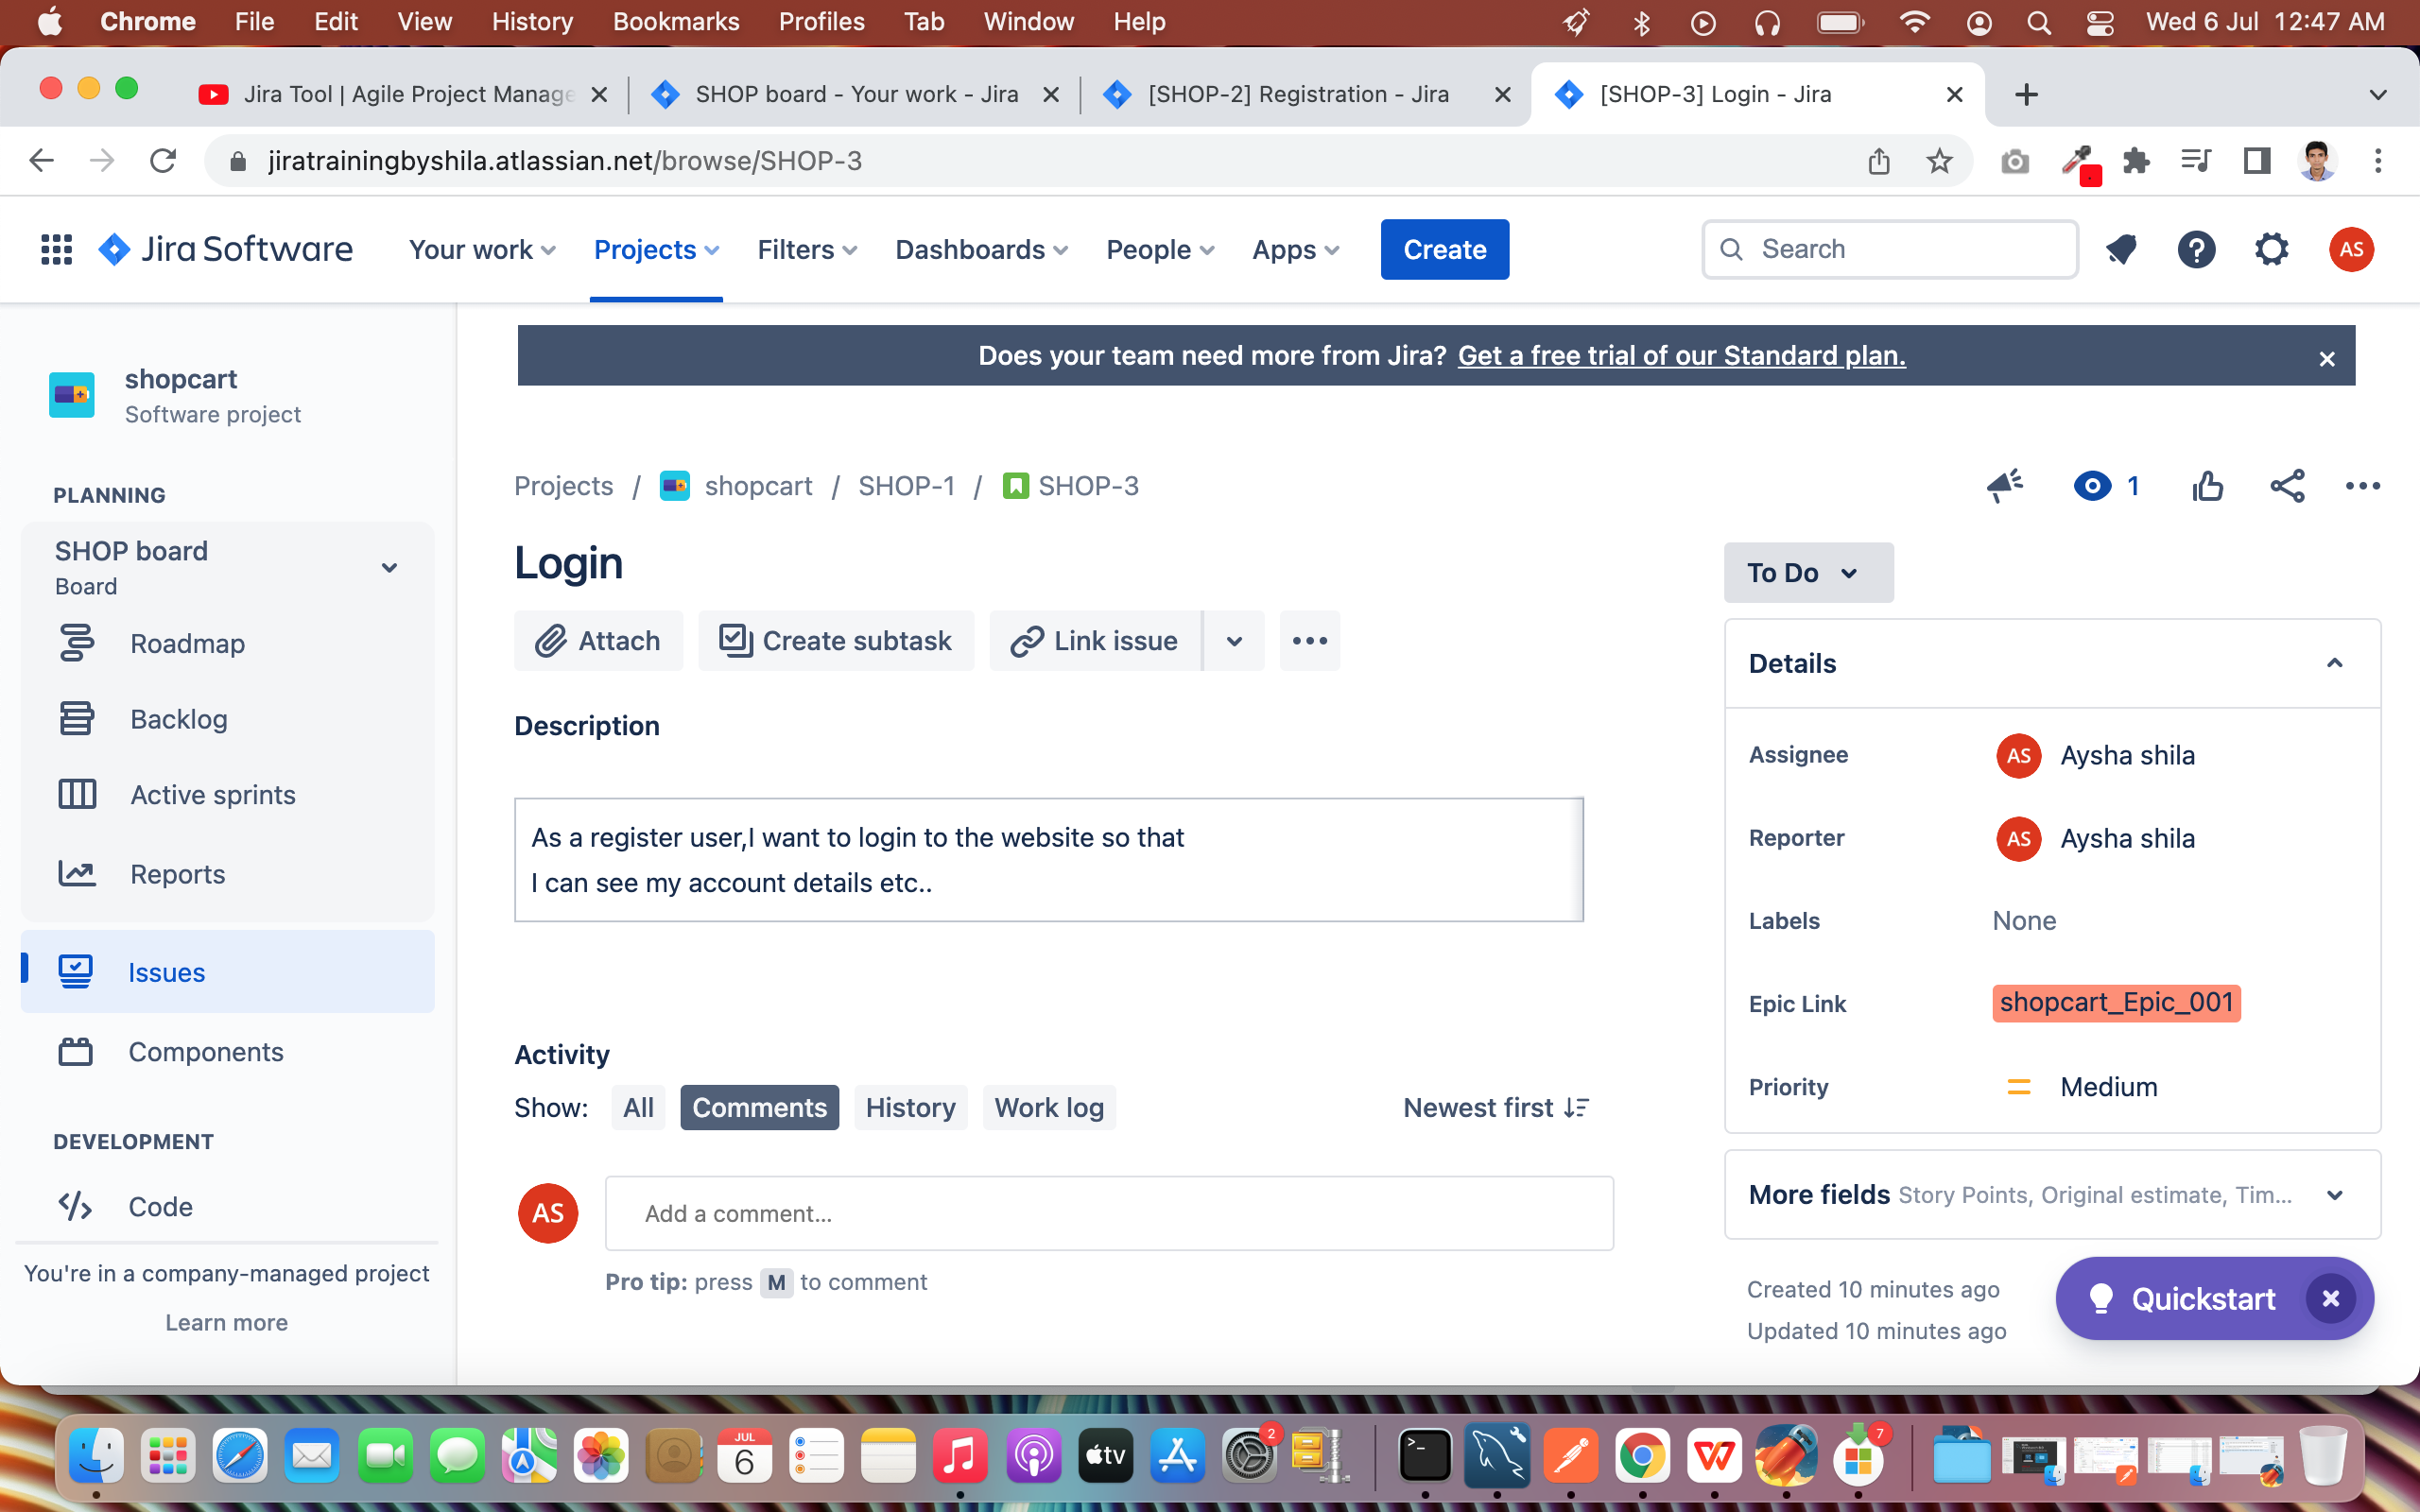 Chrome File Edit View History Bookmarks Profiles Tab Window Help Wed 6 Jul 12:47 AM
Jira Tool | Agile Project Manage SHOP board - Your work - Jira [SHOP-2] Registration - Jira [SHOP-3] Login - Jira
jiratrainingbyshila.atlassian.net/browse/SHOP-3
Jira Software Your work Projects Filters Dashboards People Apps Create Search AS
Does your team need more from Jira? Get a free trial of our Standard plan.
shopcart
Software project
PLANNING
SHOP board
Board
Roadmap
Backlog
Active sprints
Reports
Issues
Components
DEVELOPMENT
Code
You're in a company-managed project
Learn more
Projects / shopcart / SHOP-1 / SHOP-3
1
Login
Attach Create subtask Link issue
Description
As a register user,I want to login to the website so that
I can see my account details etc..
Activity
Show: All Comments History Work log Newest first
AS Add a comment...
Pro tip: press M to comment
To Do
Details
Assignee AS Aysha shila
Reporter AS Aysha shila
Labels None
Epic Link shopcart_Epic_001
Priority Medium
More fields Story Points, Original estimate, Tim...
Created 10 minutes ago
Updated 10 minutes ago
Quickstart
JUL
6
tv
2
7